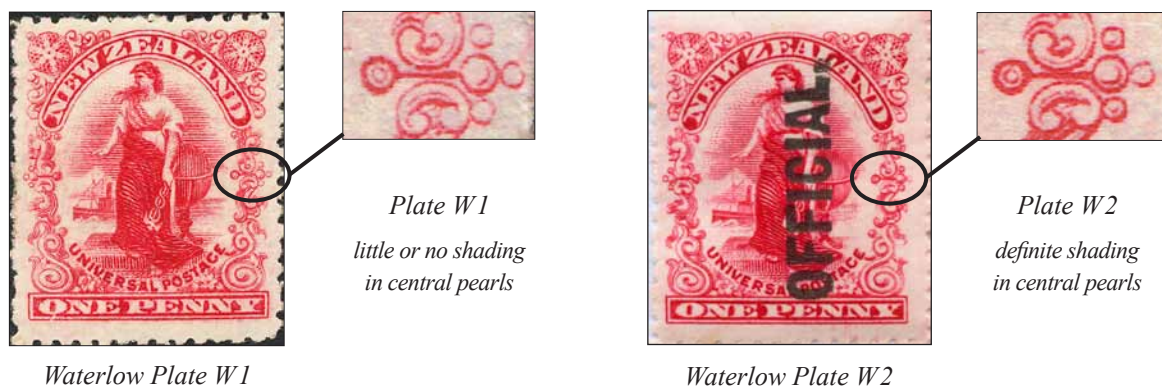 NEW ZEALAND
UNIVERSAL POSTAGE
ONE PENNY
Plate W1
little or no shading
in central pearls
Waterlow Plate W1
NEW ZEALAND
OFFICIAL.
UNIVERSAL POSTAGE
ONE PENNY
Plate W2
definite shading
in central pearls
Waterlow Plate W2